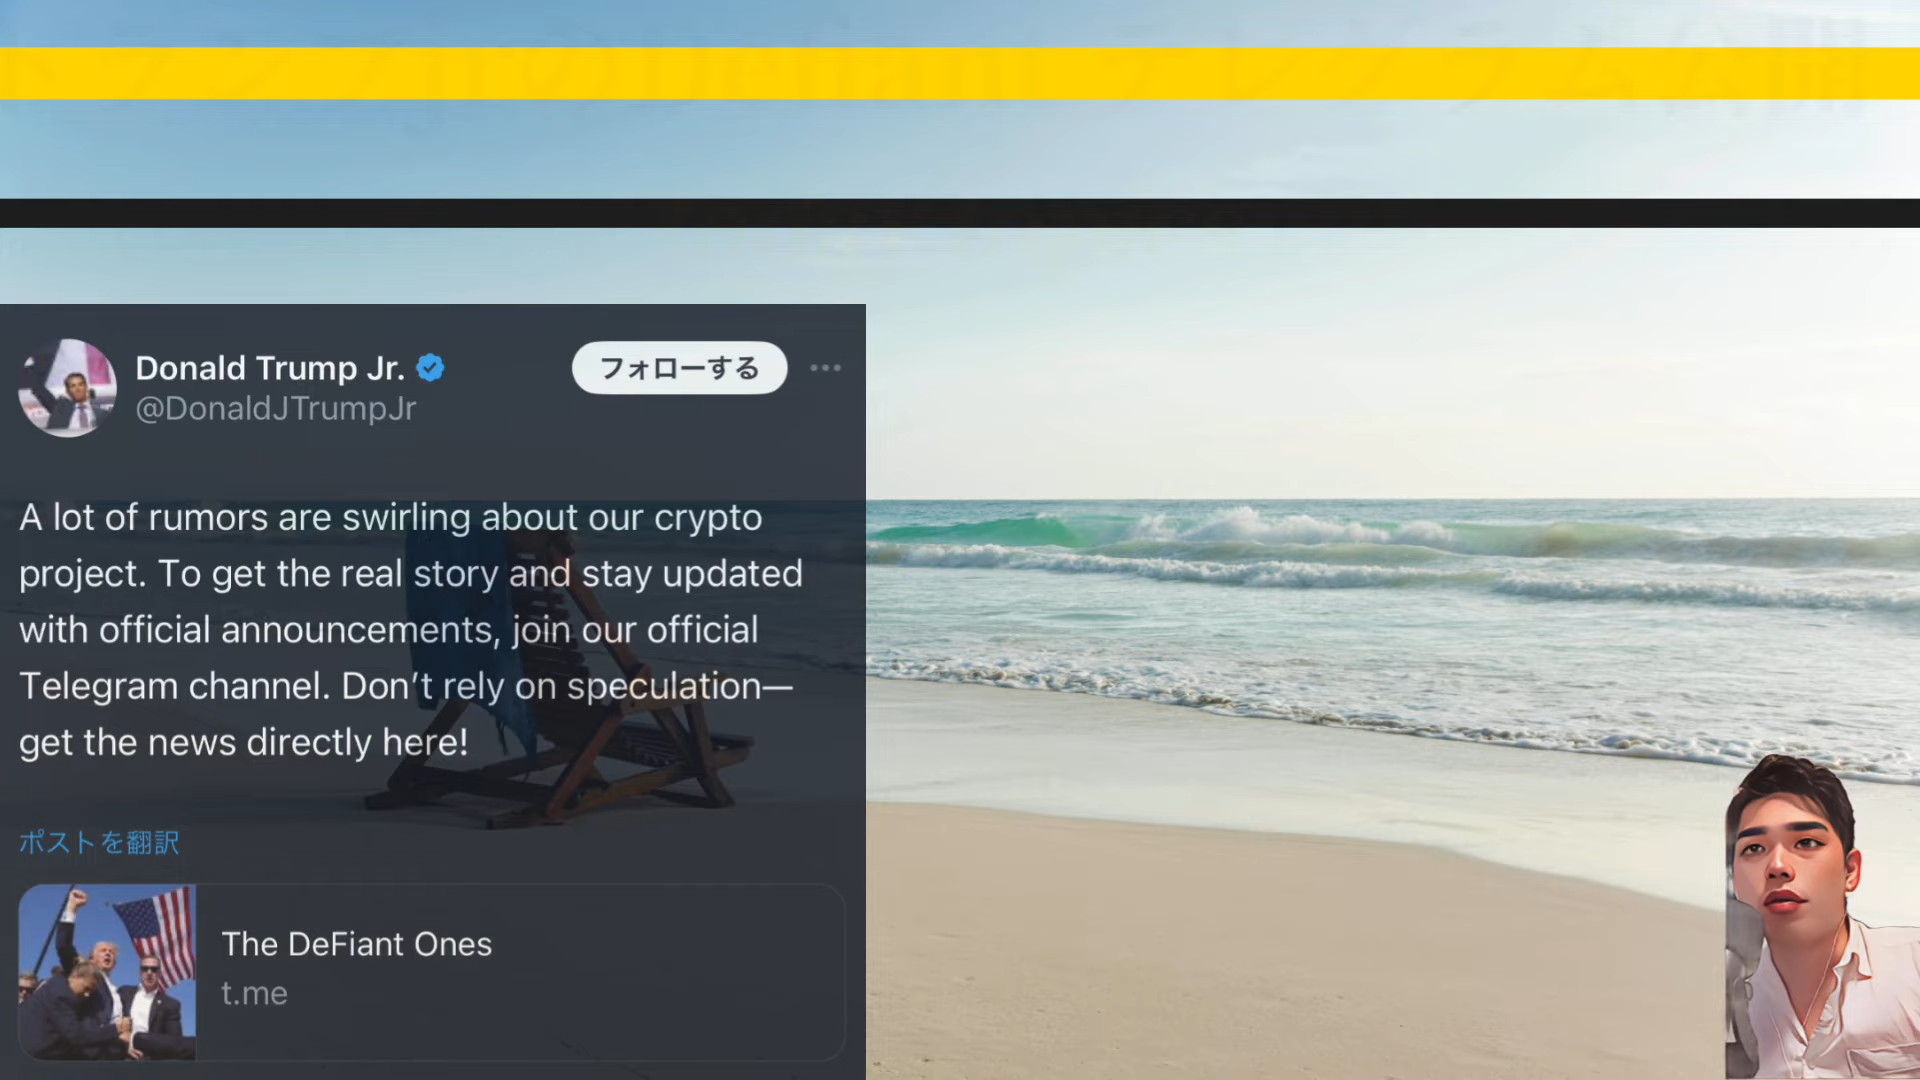 Donald Trump Jr.
フォローする
@DonaldJTrumpJr
A lot of rumors are swirling about our crypto
project. To get the real story and stay updated
with official announcements, join our official
Telegram channel. Don’t rely on speculation—
get the news directly here!
ポストを翻訳
The DeFiant Ones
t.me